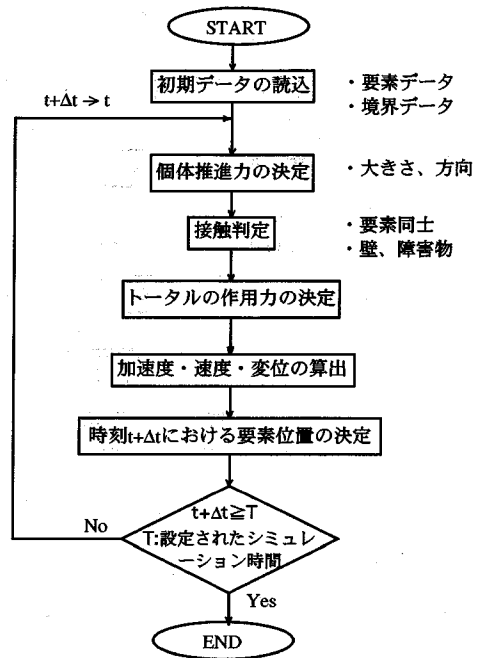 START
初期データの読込
・要素データ
・境界データ
t+Δt → t
個体推進力の決定
・大きさ、方向
接触判定
・要素同士
・壁、障害物
トータルの作用力の決定
加速度・速度・変位の算出
時刻t+Δtにおける要素位置の決定
t+Δt≧T
T:設定されたシミュレ
ーション時間
No
Yes
END